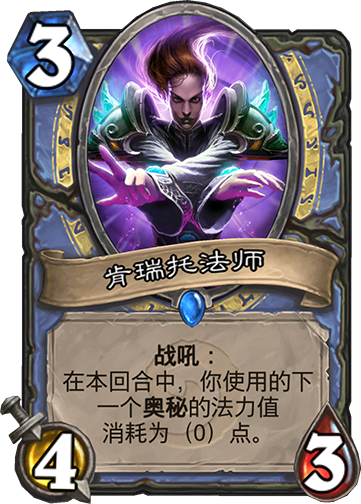 3
肯瑞托法师
战吼：
在本回合中，你使用的下
一个奥秘的法力值
消耗为（0）点。
4
3